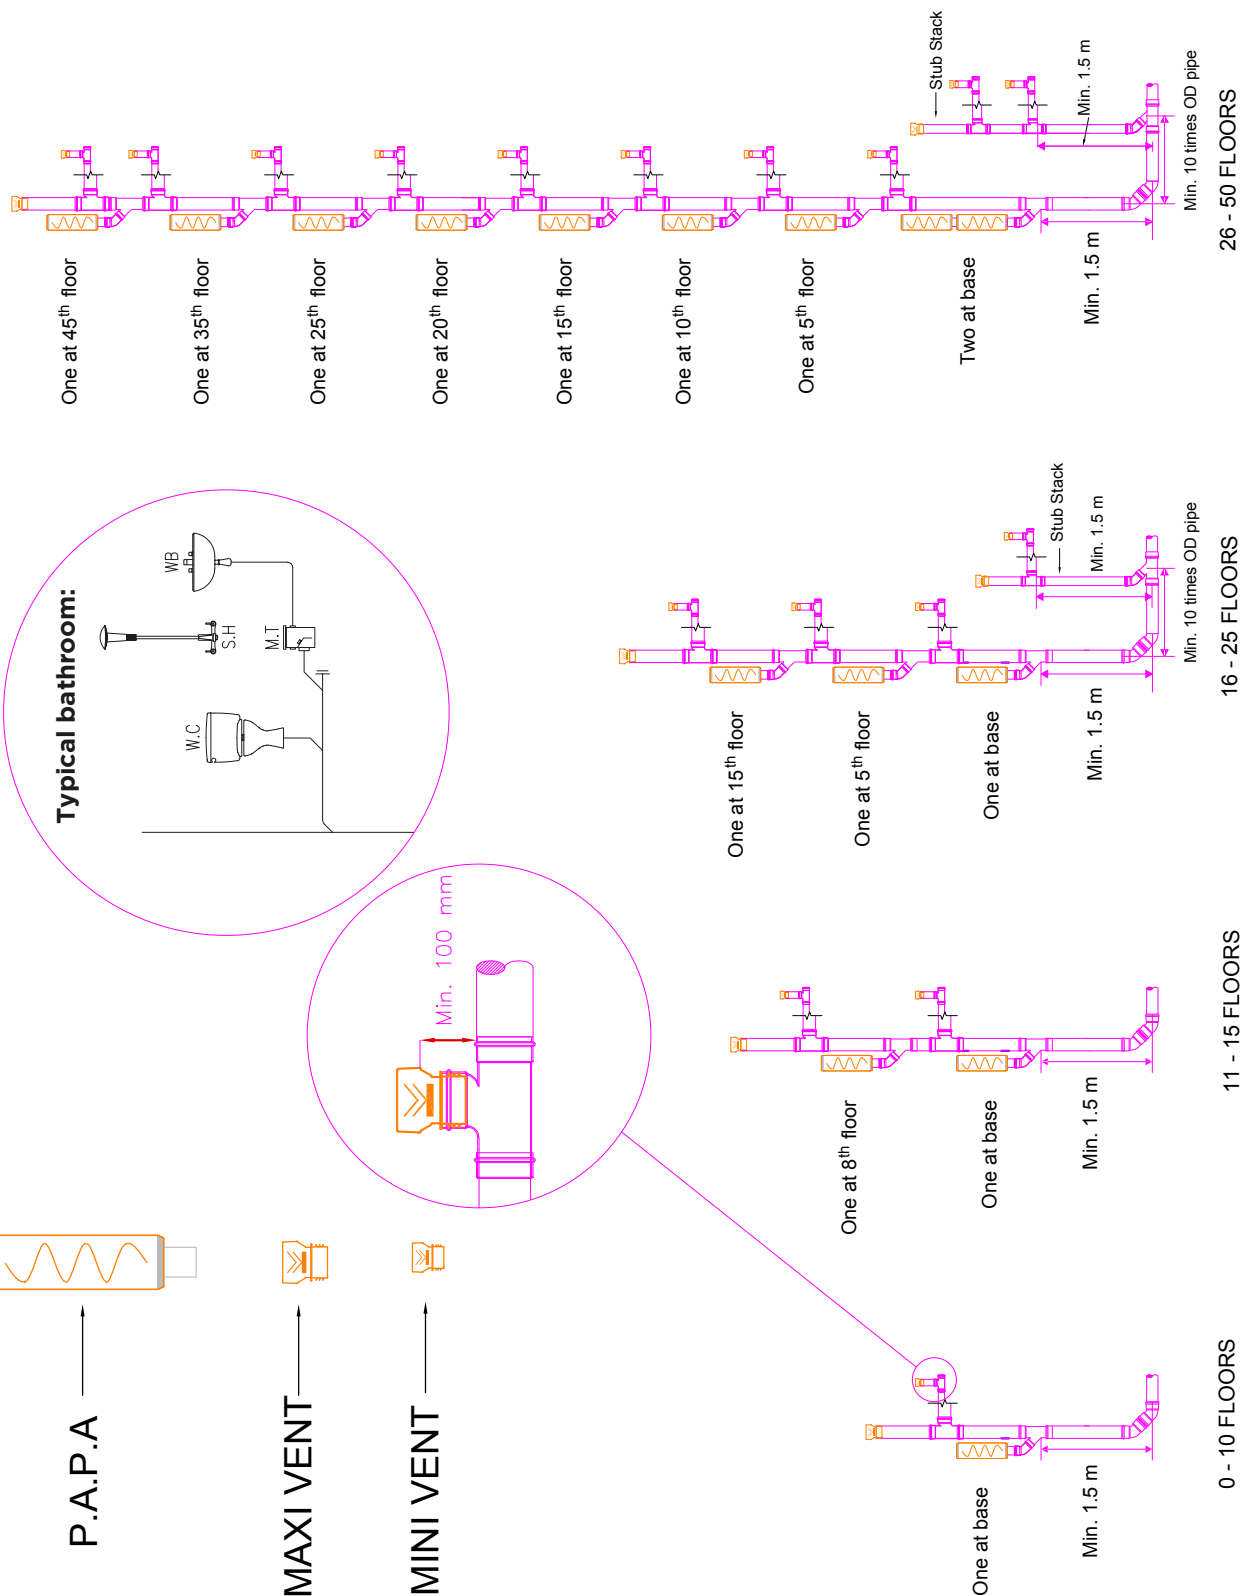 P.A.P.A
MAXI VENT
MINI VENT
Min. 100 mm
Typical bathroom:
W.C
S.H
M.T
WB
One at base
Min. 1.5 m
0 - 10 FLOORS
One at 8th floor
One at base
Min. 1.5 m
11 - 15 FLOORS
One at 15th floor
One at 5th floor
One at base
Min. 1.5 m
Stub Stack
Min. 1.5 m
Min. 10 times OD pipe
16 - 25 FLOORS
One at 45th floor
One at 35th floor
One at 25th floor
One at 20th floor
One at 15th floor
One at 10th floor
One at 5th floor
Two at base
Min. 1.5 m
Stub Stack
Min. 1.5 m
Min. 10 times OD pipe
26 - 50 FLOORS